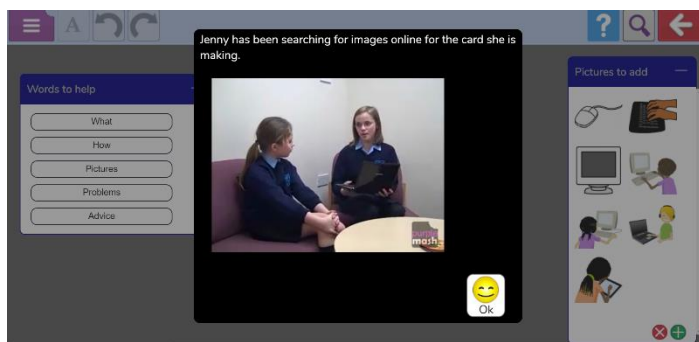 A
?
Jenny has been searching for images online for the card she is
making.
Words to help
What
How
Pictures
Problems
Advice
Pictures to add
purple
mash
Ok